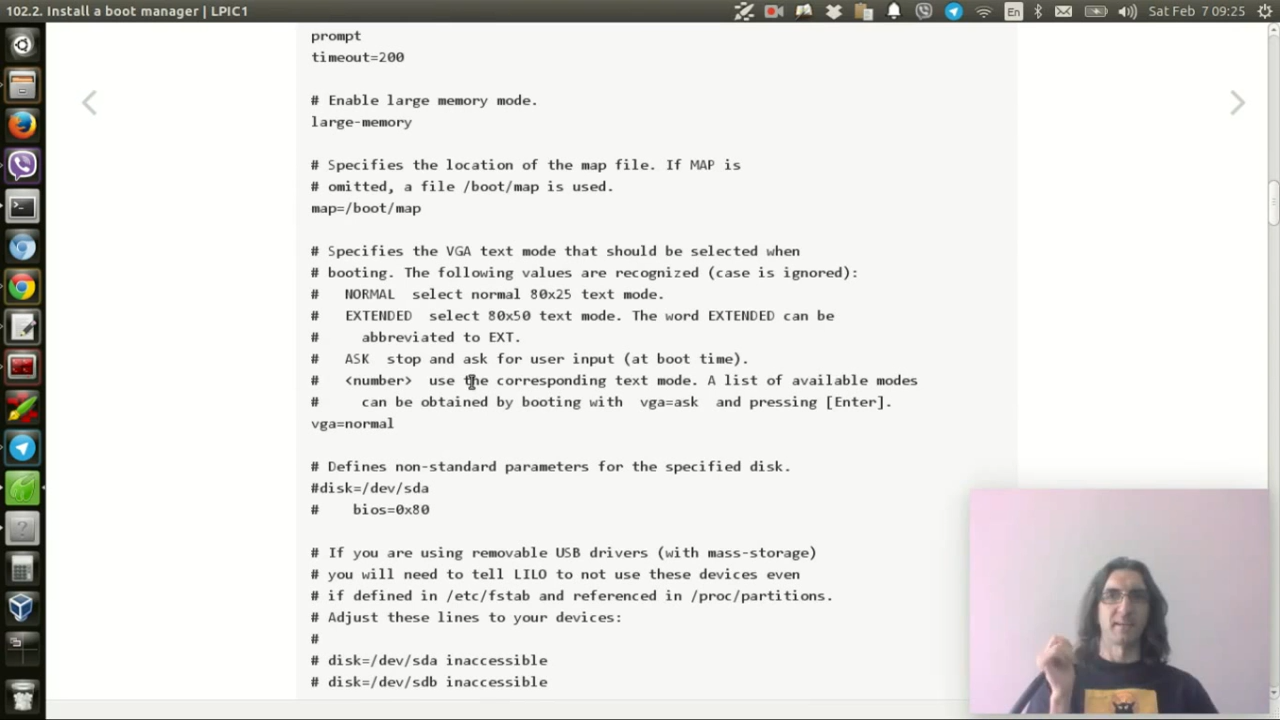 102.2. Install a boot manager | LPIC1
En
Sat Feb 7 09:25
prompt
timeout=200
# Enable large memory mode.
large-memory
# Specifies the location of the map file. If MAP is
# omitted, a file /boot/map is used.
map=/boot/map
# Specifies the VGA text mode that should be selected when
# booting. The following values are recognized (case is ignored):
#   NORMAL  select normal 80x25 text mode.
#   EXTENDED  select 80x50 text mode. The word EXTENDED can be
#     abbreviated to EXT.
#   ASK  stop and ask for user input (at boot time).
#   <number>  use the corresponding text mode. A list of available modes
#     can be obtained by booting with  vga=ask  and pressing [Enter].
vga=normal
# Defines non-standard parameters for the specified disk.
#disk=/dev/sda
#    bios=0x80
# If you are using removable USB drivers (with mass-storage)
# you will need to tell LILO to not use these devices even
# if defined in /etc/fstab and referenced in /proc/partitions.
# Adjust these lines to your devices:
#
# disk=/dev/sda inaccessible
# disk=/dev/sdb inaccessible